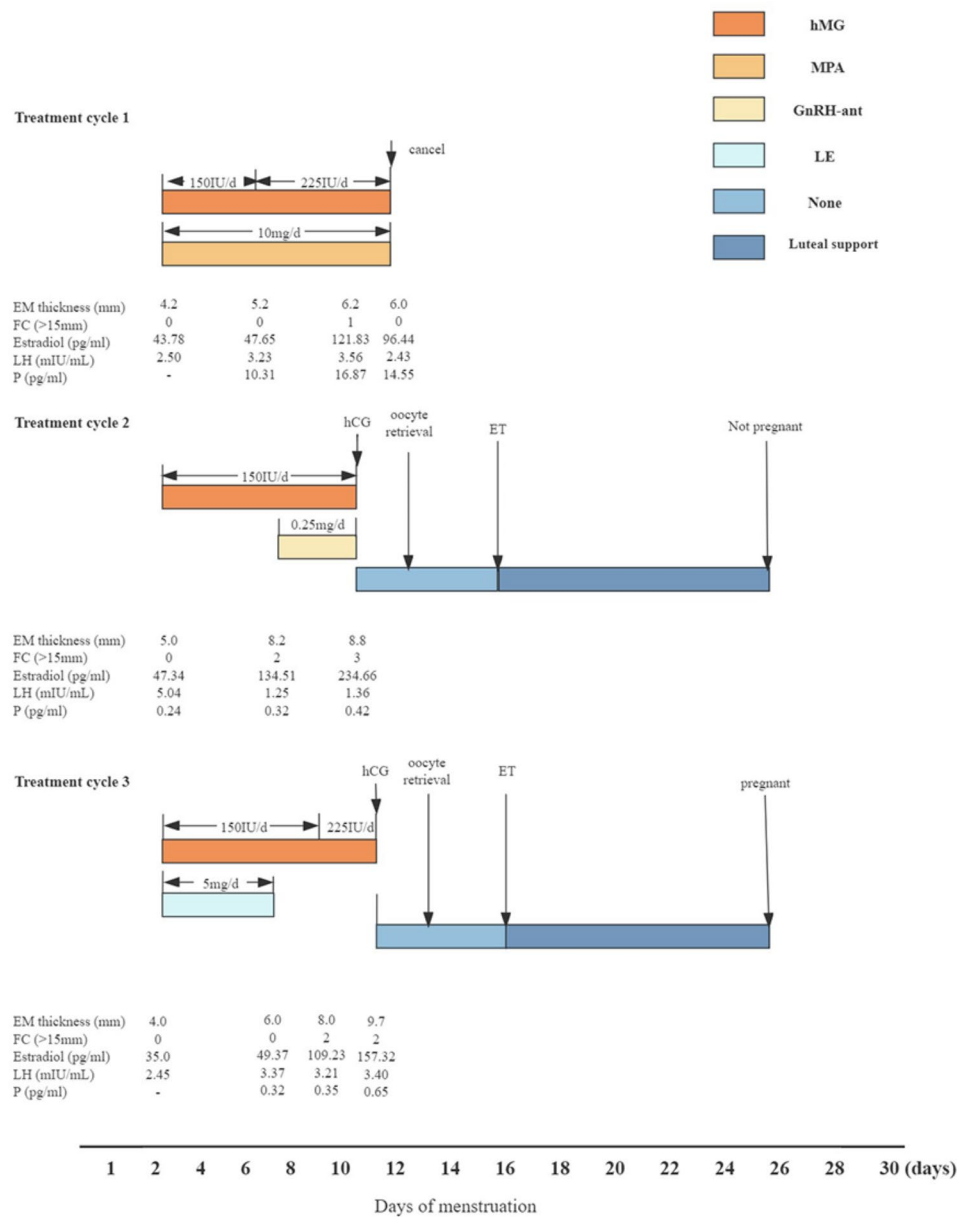 hMG
MPA
GnRH-ant
LE
None
Luteal support
Treatment cycle 1
cancel
150IU/d 225IU/d
10mg/d
EM thickness (mm) 4.2 5.2 6.2 6.0
FC (>15mm) 0 0 1 0
Estradiol (pg/ml) 43.78 47.65 121.83 96.44
LH (mIU/mL) 2.50 3.23 3.56 2.43
P (pg/ml) - 10.31 16.87 14.55
Treatment cycle 2
hCG
oocyte
retrieval
ET
Not pregnant
150IU/d
0.25mg/d
EM thickness (mm) 5.0 8.2 8.8
FC (>15mm) 0 2 3
Estradiol (pg/ml) 47.34 134.51 234.66
LH (mIU/mL) 5.04 1.25 1.36
P (pg/ml) 0.24 0.32 0.42
Treatment cycle 3
hCG
oocyte
retrieval
ET
pregnant
150IU/d 225IU/d
5mg/d
EM thickness (mm) 4.0 6.0 8.0 9.7
FC (>15mm) 0 0 2 2
Estradiol (pg/ml) 35.0 49.37 109.23 157.32
LH (mIU/mL) 2.45 3.37 3.21 3.40
P (pg/ml) - 0.32 0.35 0.65
1 2 4 6 8 10 12 14 16 18 20 22 24 26 28 30 (days)
Days of menstruation